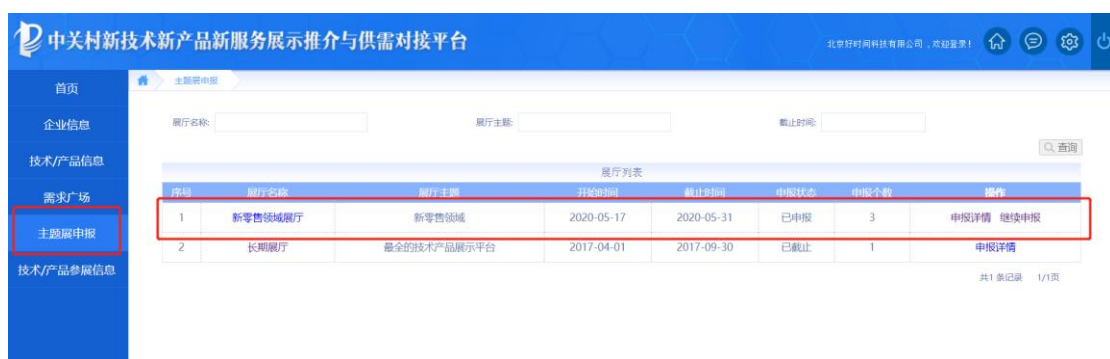 中关村新技术新产品新服务展示推介与供需对接平台
北京好时间科技有限公司，欢迎登录!
首页
企业信息
技术/产品信息
需求广场
主题展申报
技术/产品参展信息
主题展申报
展厅名称: 展厅主题: 截止时间:
查询
展厅列表
序号 展厅名称 展厅主题 开始时间 截止时间 申报状态 申报个数 操作
1 新零售领域展厅 新零售领域 2020-05-17 2020-05-31 已申报 3 申报详情 继续申报
2 长期展厅 最全的技术产品展示平台 2017-04-01 2017-09-30 已截止 1 申报详情
共1 条记录 1/1页